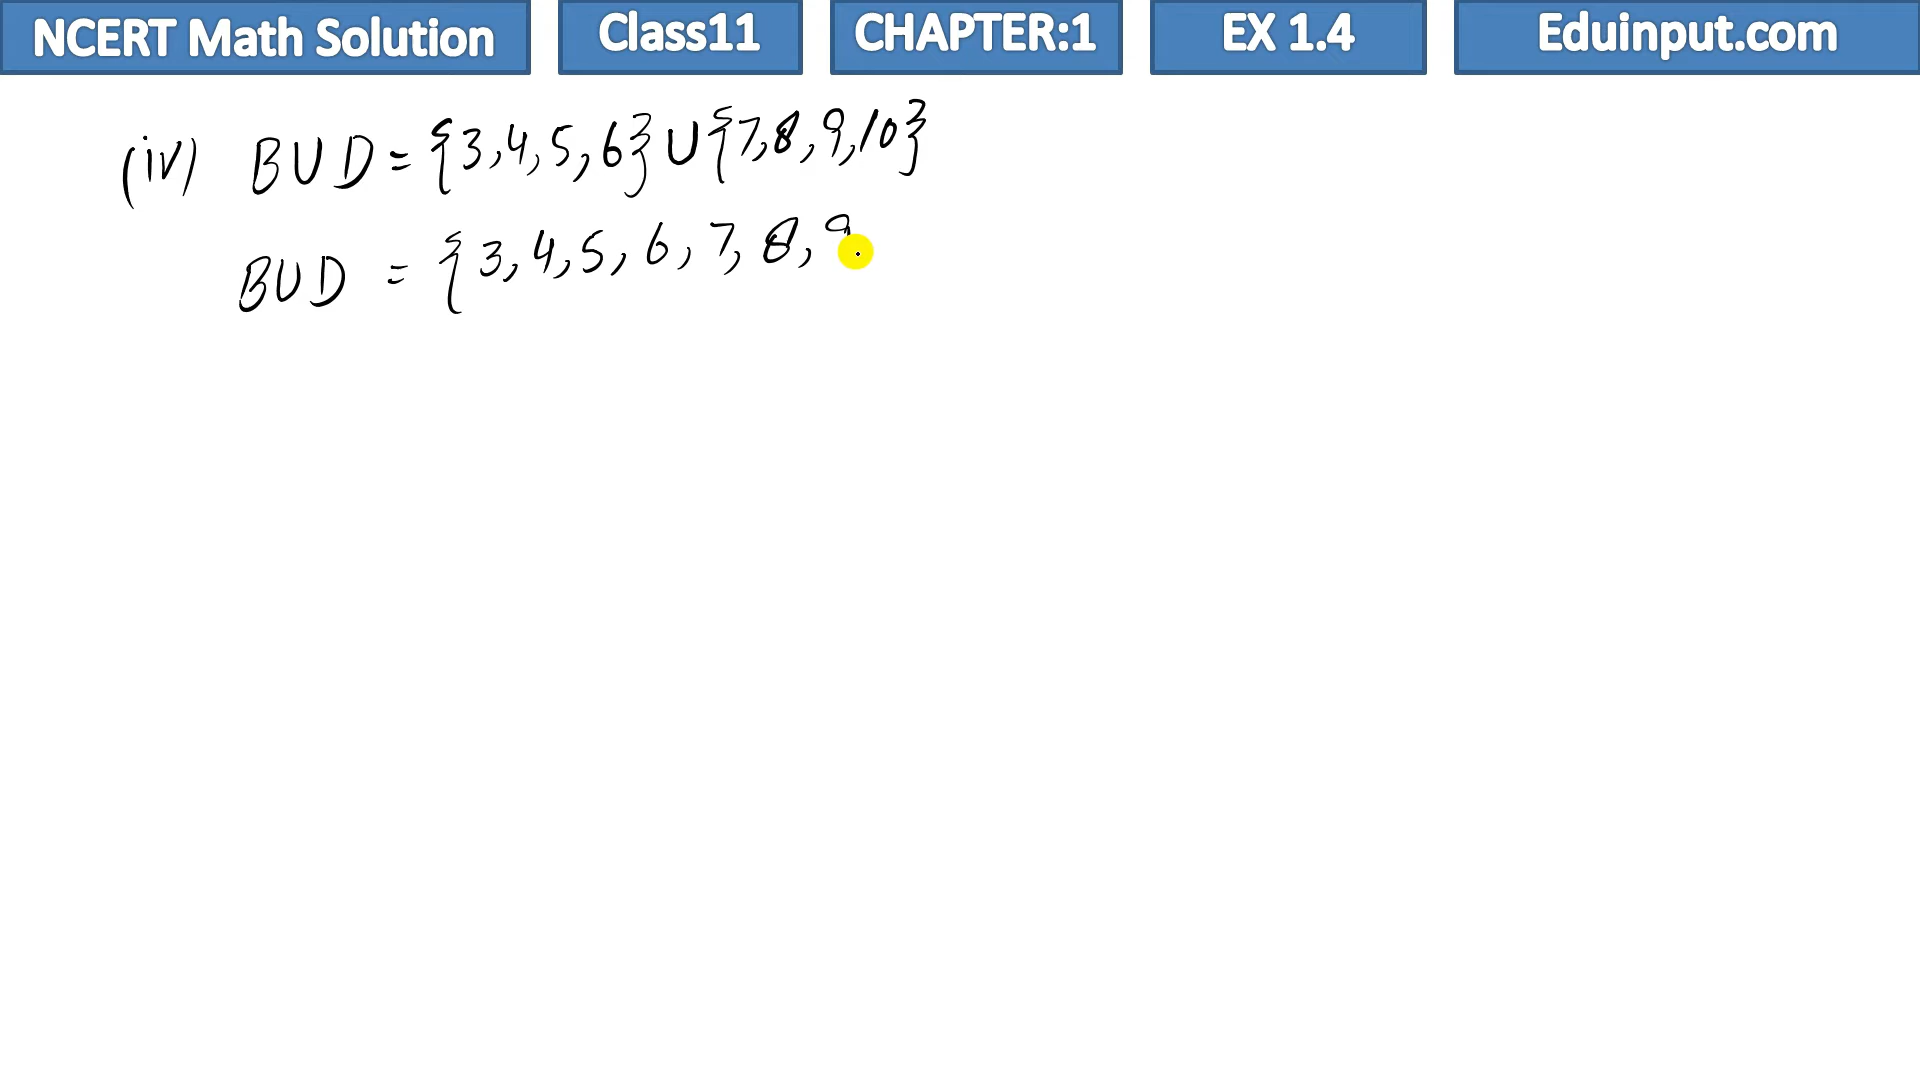 NCERT Math Solution Class11 CHAPTER:1 EX 1.4 Eduinput.com
(iv) B∪D = {3,4,5,6}∪{7,8,9,10}
B∪D = {3,4,5,6,7,8,9